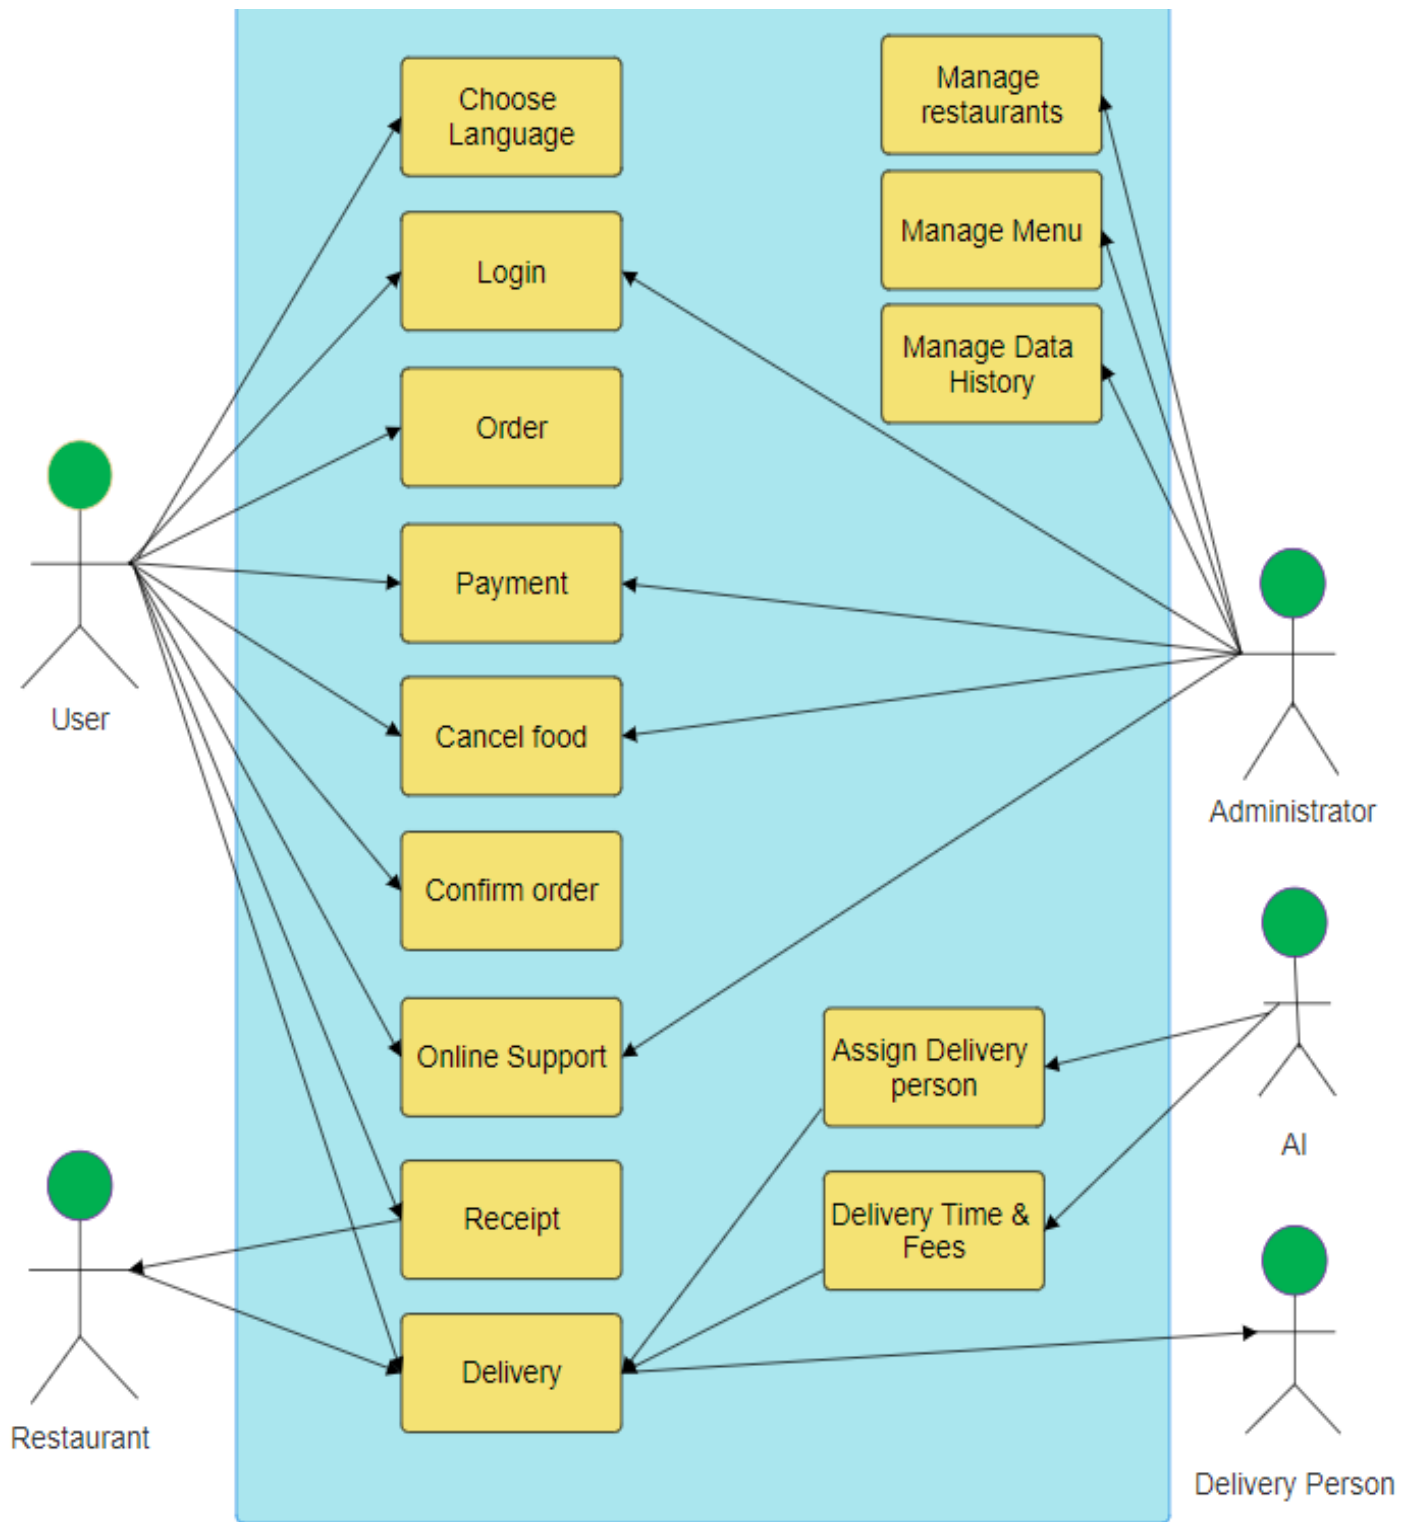 Choose
Language
Login
Order
Payment
Cancel food
Confirm order
Online Support
Receipt
Delivery
Manage
restaurants
Manage Menu
Manage Data
History
Assign Delivery
person
Delivery Time &
Fees
User
Restaurant
Administrator
AI
Delivery Person